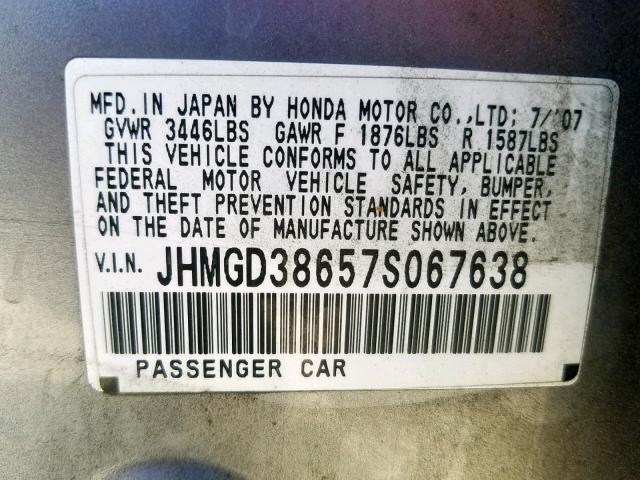 MFD. IN JAPAN BY HONDA MOTOR CO.,LTD; 7/'07
GVWR 3446LBS GAWR F 1876LBS R 1587LBS
THIS VEHICLE CONFORMS TO ALL APPLICABLE
FEDERAL MOTOR VEHICLE SAFETY, BUMPER,
AND THEFT PREVENTION STANDARDS IN EFFECT
ON THE DATE OF MANUFACTURE SHOWN ABOVE.
V.I.N. JHMGD38657S067638
PASSENGER CAR